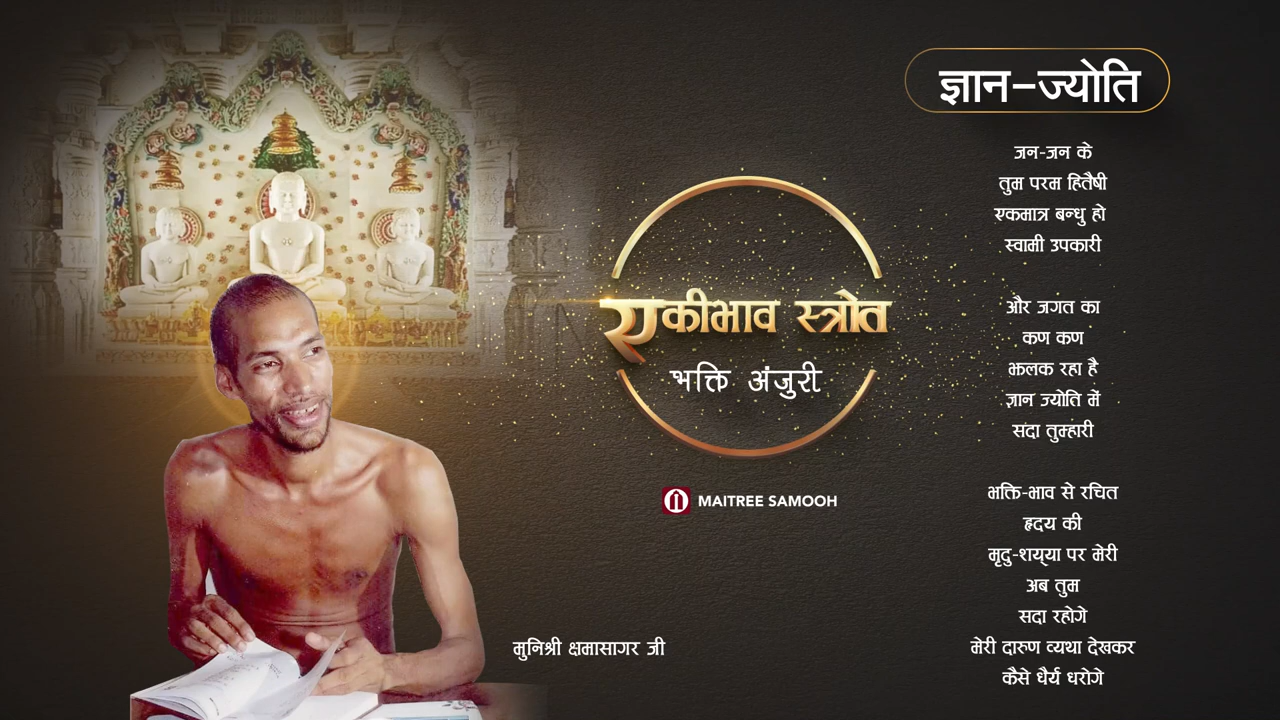 ज्ञान-ज्योति
जन-जन के
तुम परम हितैषी
एकमात्र बन्धु हो
स्वामी उपकारी
और जगत का
कण कण
झलक रहा है
ज्ञान ज्योति में
सदा तुम्हारी
भक्ति-भाव से रचित
हृदय की
मृदु-शय्या पर मेरी
अब तुम
सदा रहोगे
मेरी दारुण व्यथा देखकर
कैसे धैर्य धरोगे
एकीभाव स्त्रोत
भक्ति अंजुरी
MAITREE SAMOOH
मुनिश्री क्षमासागर जी